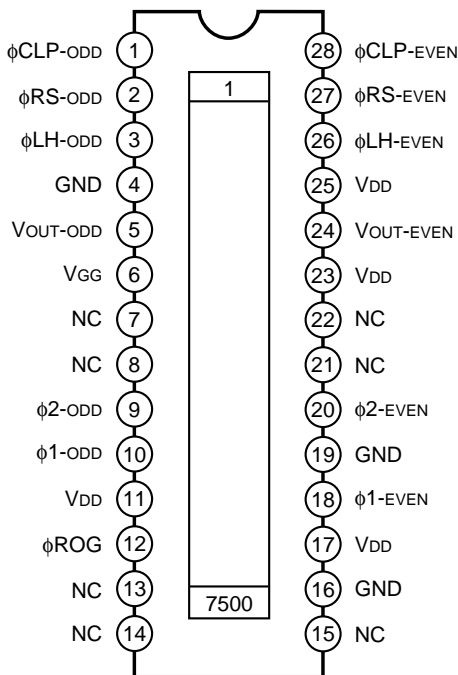 φCLP-ODD 1 28 φCLP-EVEN
φRS-ODD 2 1 27 φRS-EVEN
φLH-ODD 3 26 φLH-EVEN
GND 4 25 VDD
VOUT-ODD 5 24 VOUT-EVEN
VGG 6 23 VDD
NC 7 22 NC
NC 8 21 NC
φ2-ODD 9 20 φ2-EVEN
φ1-ODD 10 19 GND
VDD 11 18 φ1-EVEN
φROG 12 17 VDD
NC 13 7500 16 GND
NC 14 15 NC